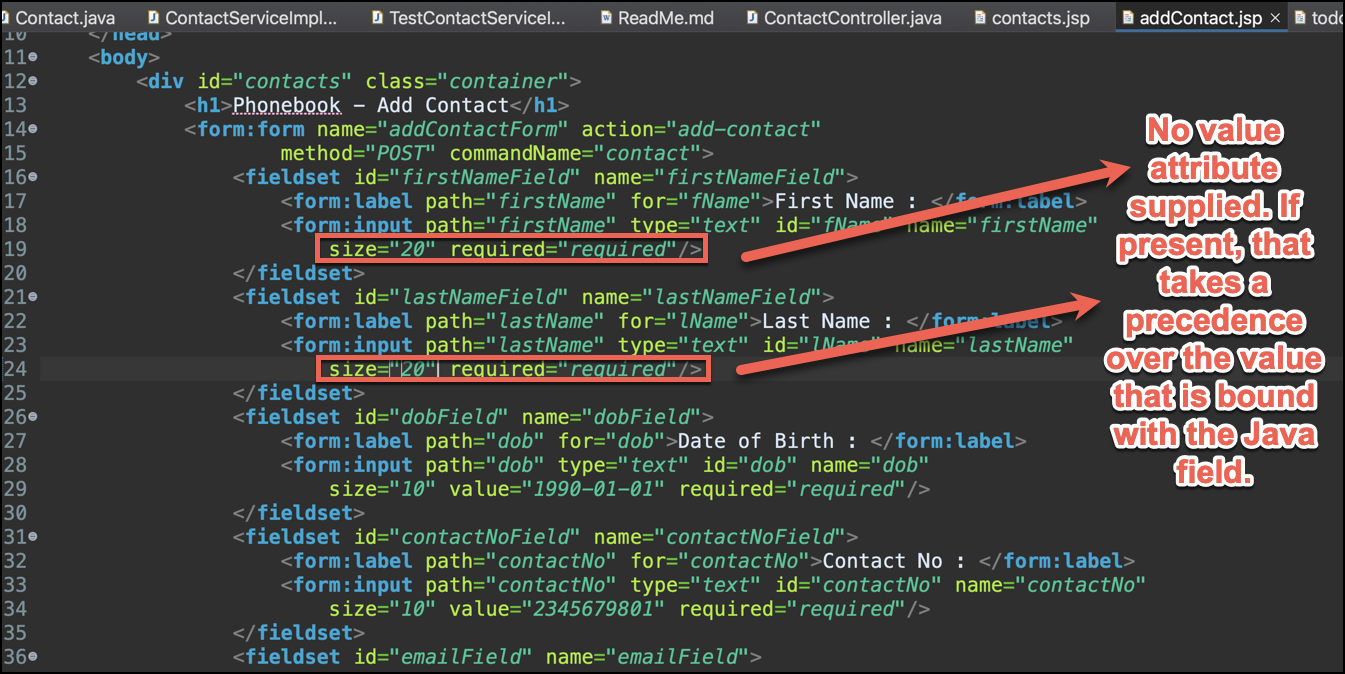 Contact.java ContactServiceImpl... TestContactServiceI... ReadMe.md ContactController.java contacts.jsp addContact.jsp × todo
10 </head>
11 <body>
12 <div id="contacts" class="container">
13 <h1>Phonebook - Add Contact</h1>
14 <form:form name="addContactForm" action="add-contact"
15 method="POST" commandName="contact">
16 <fieldset id="firstNameField" name="firstNameField">
17 <form:label path="firstName" for="fName">First Name : </form:label>
18 <form:input path="firstName" type="text" id="fName" name="firstName"
19 size="20" required="required"/>
20 </fieldset>
21 <fieldset id="lastNameField" name="lastNameField">
22 <form:label path="lastName" for="lName">Last Name : </form:label>
23 <form:input path="lastName" type="text" id="lName" name="lastName"
24 size="20" required="required"/>
25 </fieldset>
26 <fieldset id="dobField" name="dobField">
27 <form:label path="dob" for="dob">Date of Birth : </form:label>
28 <form:input path="dob" type="text" id="dob" name="dob"
29 size="10" value="1990-01-01" required="required"/>
30 </fieldset>
31 <fieldset id="contactNoField" name="contactNoField">
32 <form:label path="contactNo" for="contactNo">Contact No : </form:label>
33 <form:input path="contactNo" type="text" id="contactNo" name="contactNo"
34 size="10" value="2345679801" required="required"/>
35 </fieldset>
36 <fieldset id="emailField" name="emailField">
No value
attribute
supplied. If
present, that
takes a
precedence
over the value
that is bound
with the Java
field.